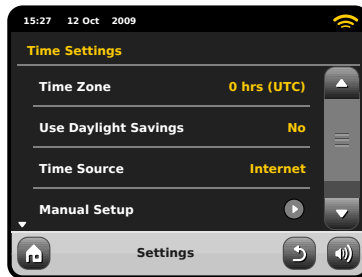 15:27 12 Oct 2009
Time Settings
Time Zone 0 hrs (UTC)
Use Daylight Savings No
Time Source Internet
Manual Setup
Settings